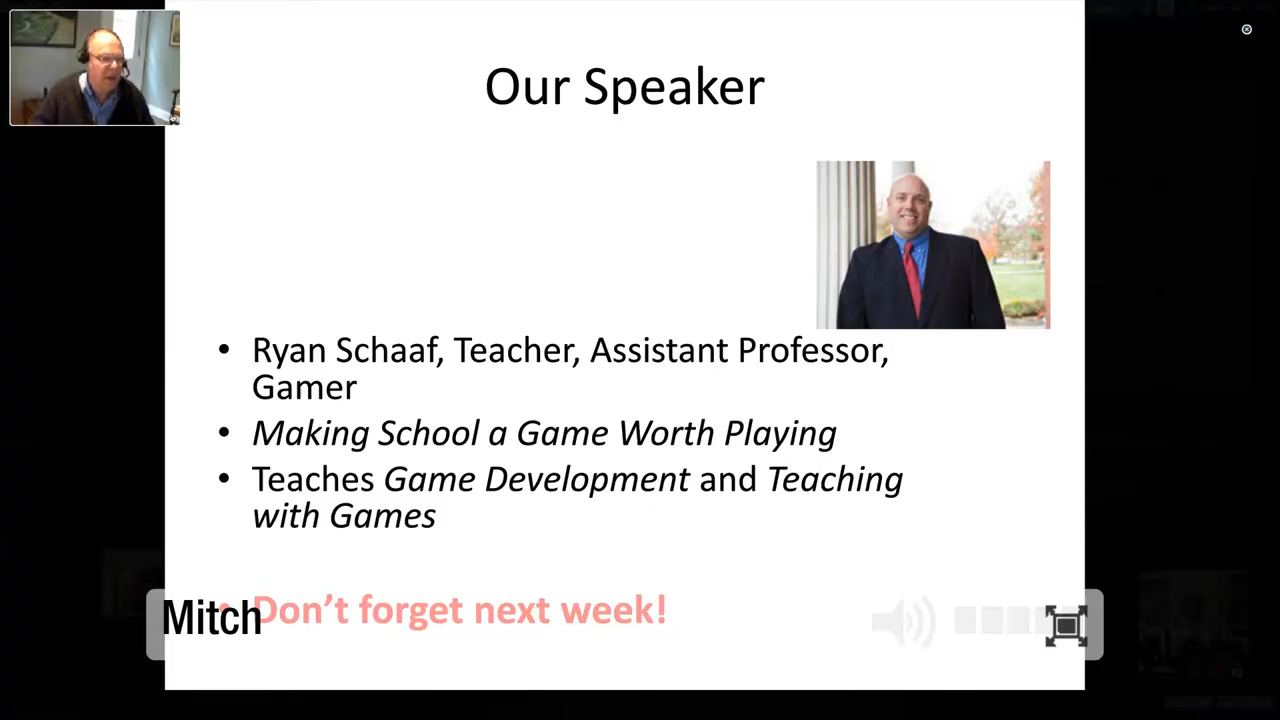 Our Speaker
• Ryan Schaaf, Teacher, Assistant Professor,
Gamer
• Making School a Game Worth Playing
• Teaches Game Development and Teaching
with Games
• Don't forget next week!
Mitch